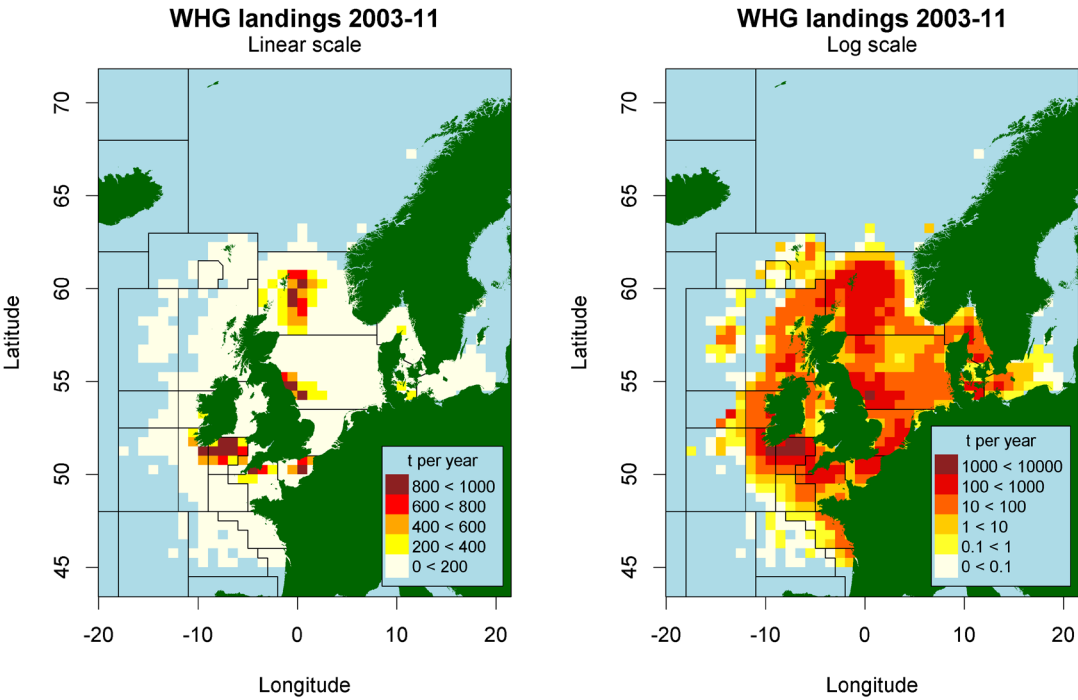 WHG landings 2003-11
Linear scale
70
65
60
55
50
45
Latitude
-20 -10 0 10 20
Longitude
t per year
800 < 1000
600 < 800
400 < 600
200 < 400
0 < 200
WHG landings 2003-11
Log scale
70
65
60
55
50
45
Latitude
-20 -10 0 10 20
Longitude
t per year
1000 < 10000
100 < 1000
10 < 100
1 < 10
0.1 < 1
0 < 0.1